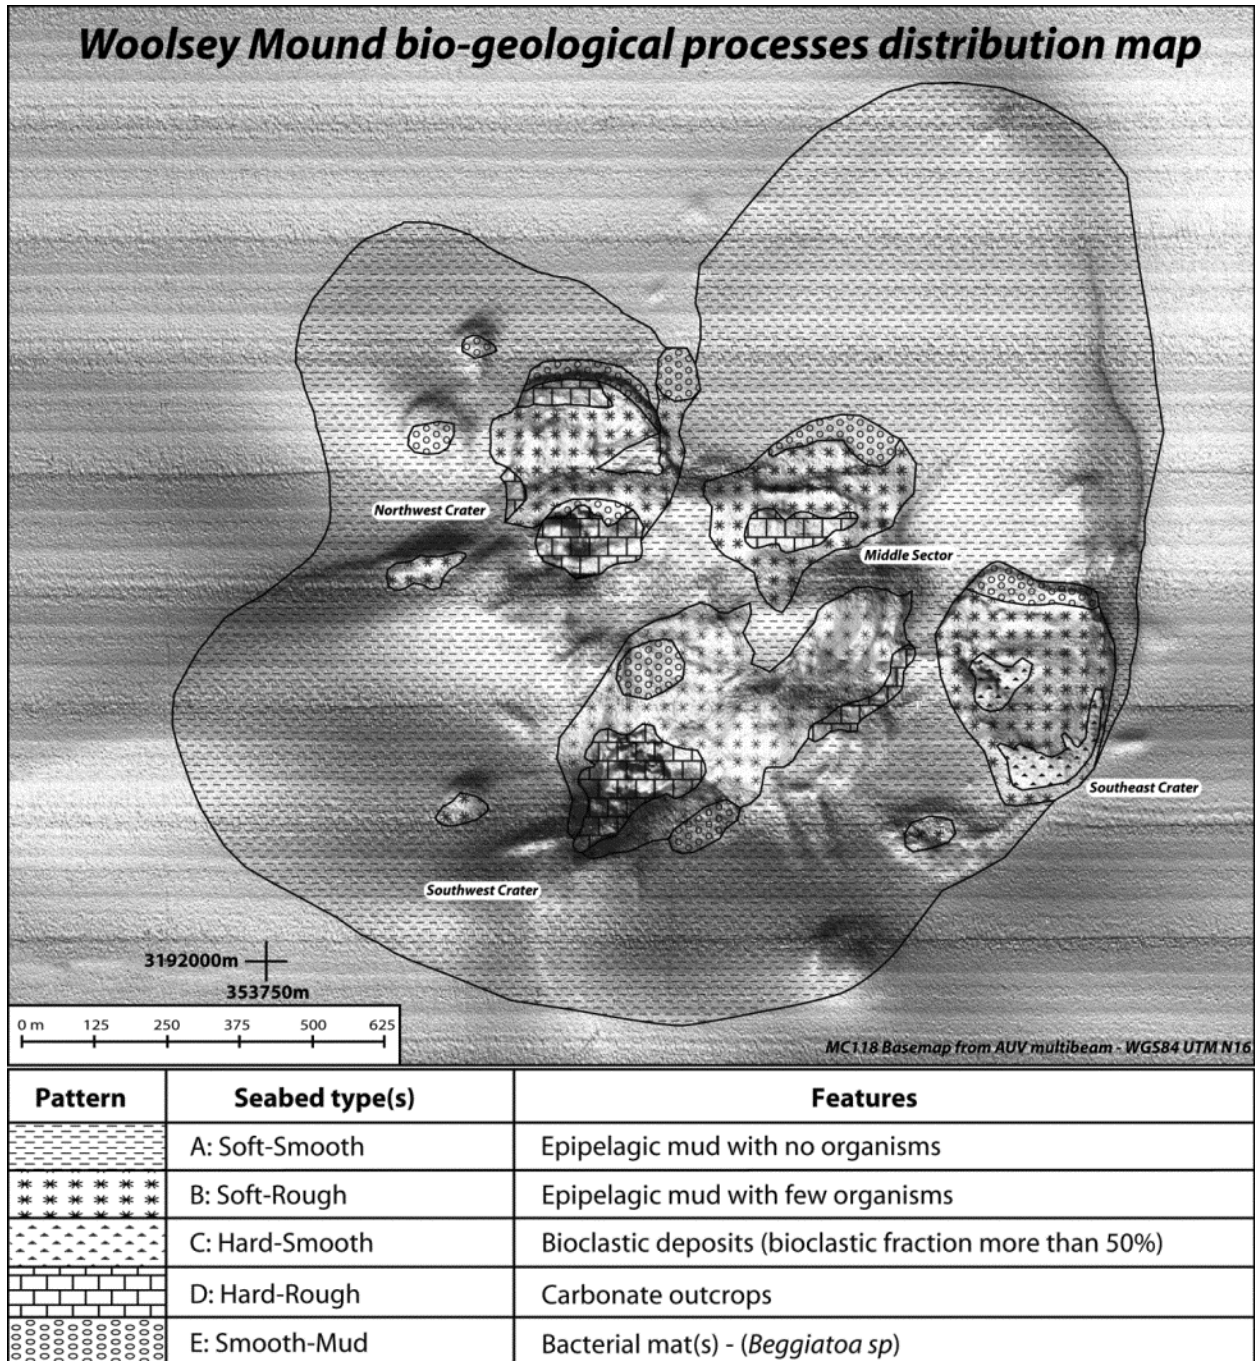 Woolsey Mound bio-geological processes distribution map
Northwest Crater
Middle Sector
Southeast Crater
Southwest Crater
3192000m
353750m
0 m 125 250 375 500 625
MC118 Basemap from AUV multibeam - WGS84 UTM N16
Pattern Seabed type(s) Features
A: Soft-Smooth Epipelagic mud with no organisms
B: Soft-Rough Epipelagic mud with few organisms
C: Hard-Smooth Bioclastic deposits (bioclastic fraction more than 50%)
D: Hard-Rough Carbonate outcrops
E: Smooth-Mud Bacterial mat(s) - (Beggiatoa sp)